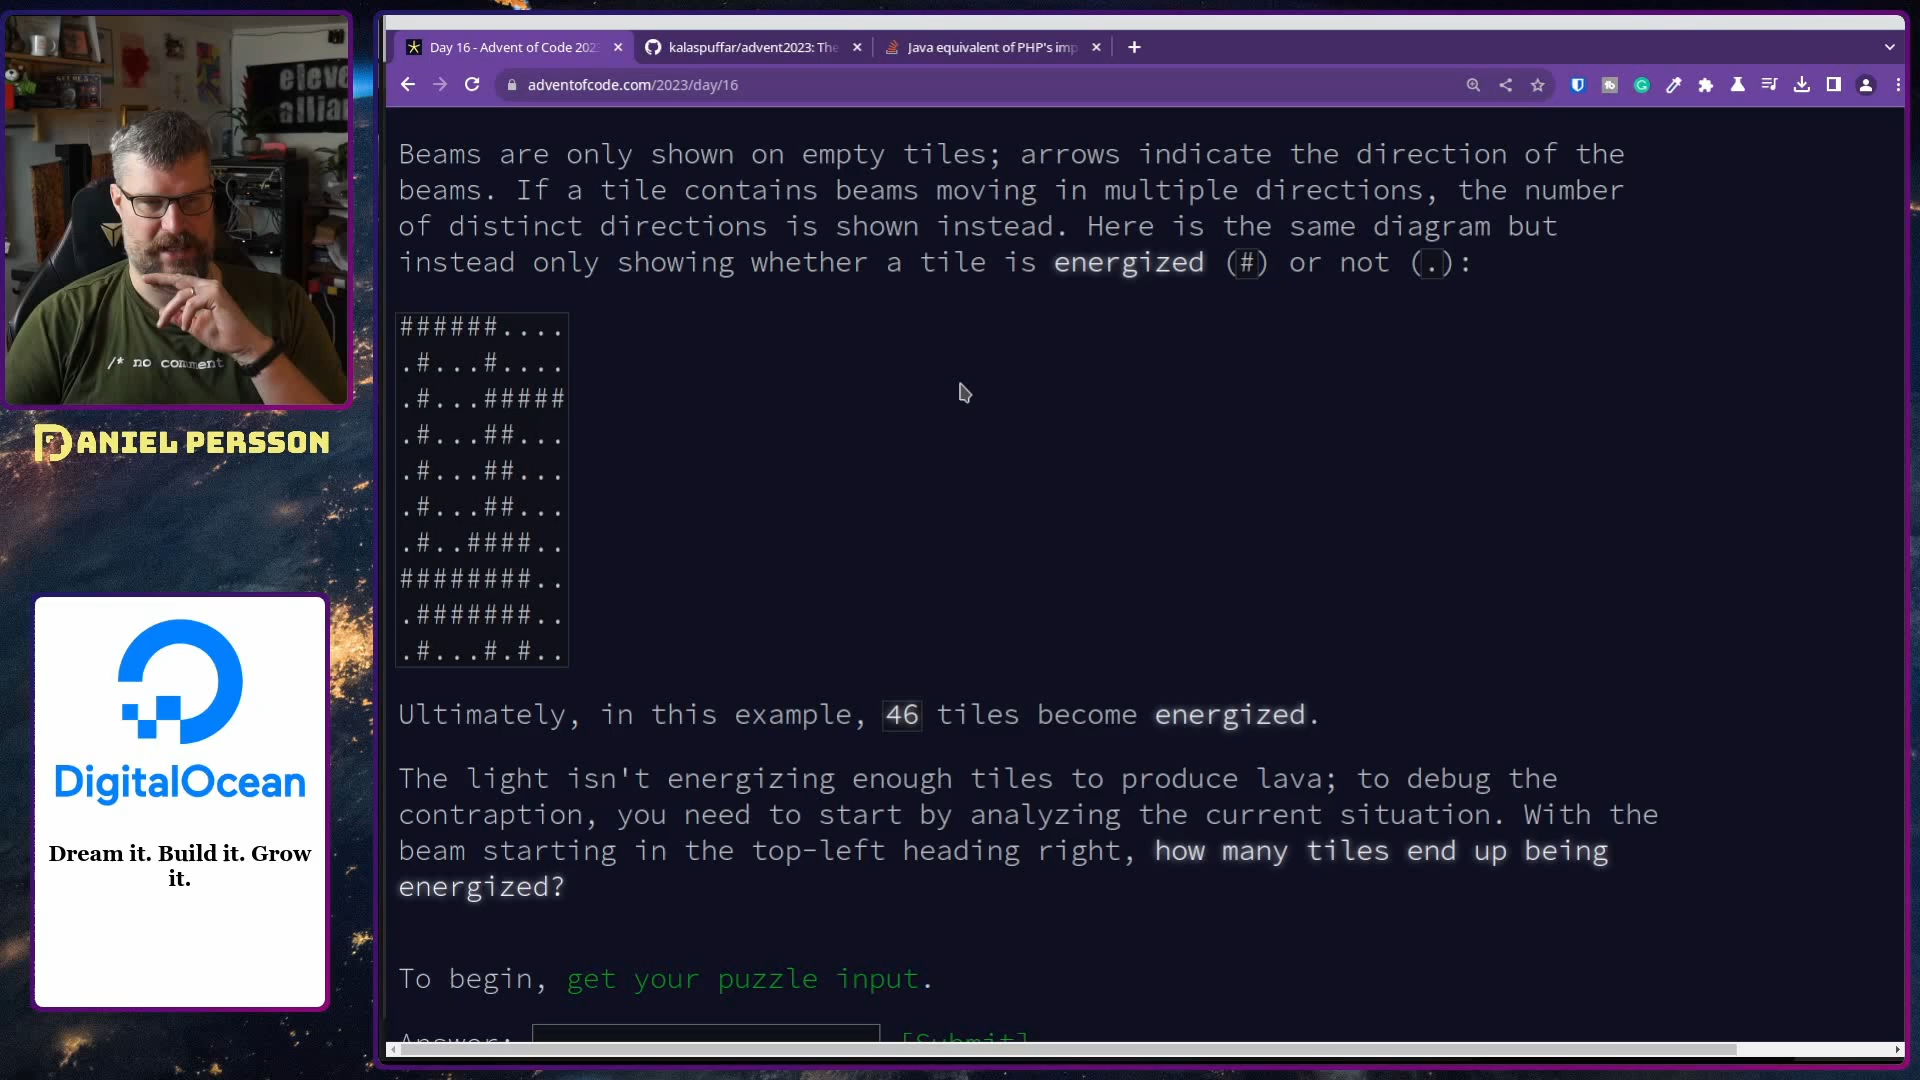 Day 16 - Advent of Code 202
kalaspuffar/advent2023: The
Java equivalent of PHP's imp
adventofcode.com/2023/day/16
Beams are only shown on empty tiles; arrows indicate the direction of the
beams. If a tile contains beams moving in multiple directions, the number
of distinct directions is shown instead. Here is the same diagram but
instead only showing whether a tile is energized (#) or not (.):
######....
.#...#....
.#...#####
.#...##...
.#...##...
.#...##...
.#..####..
########..
.#######..
.#...#.#..
Ultimately, in this example, 46 tiles become energized.
The light isn't energizing enough tiles to produce lava; to debug the
contraption, you need to start by analyzing the current situation. With the
beam starting in the top-left heading right, how many tiles end up being
energized?
To begin, get your puzzle input.
Answer: [Submit]
/* no comment
DANIEL PERSSON
DigitalOcean
Dream it. Build it. Grow
it.